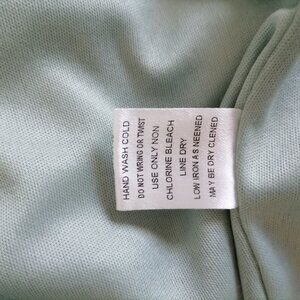 HAND WASH COLD
DO NOT WRING OR TWIST
USE ONLY NON
CHLORINE BLEACH
LINE DRY
LOW IRON AS NEENED
MAY BE DRY CLENED